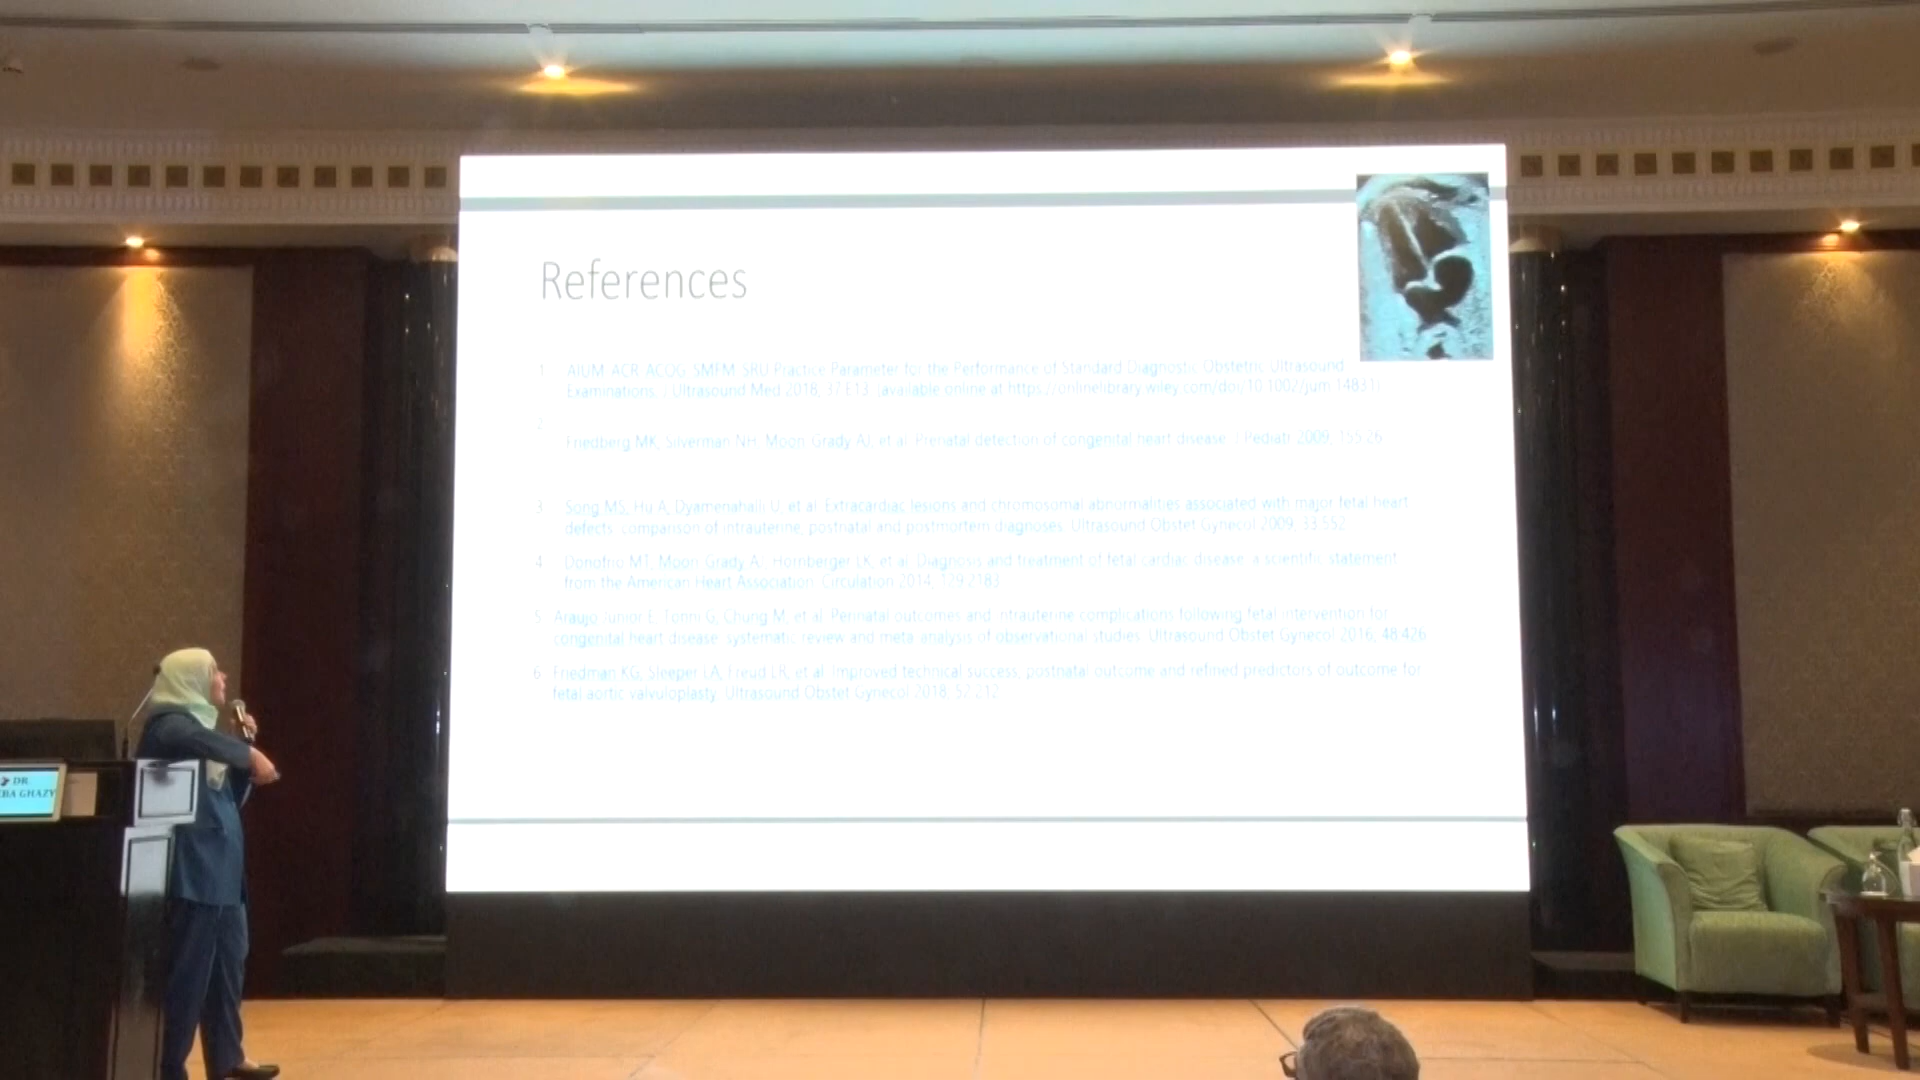 References
1 AIUM-ACR-ACOG-SMFM-SRU Practice Parameter for the Performance of Standard Diagnostic Obstetric Ultrasound
Examinations. J Ultrasound Med 2018; 37:E13. (available online at https://onlinelibrary.wiley.com/doi/10.1002/jum.14831)
2
Friedberg MK, Silverman NH, Moon-Grady AJ, et al. Prenatal detection of congenital heart disease. J Pediatr 2009; 155:26
3 Song MS, Hu A, Dyamenahalli U, et al. Extracardiac lesions and chromosomal abnormalities associated with major fetal heart
defects: comparison of intrauterine, postnatal and postmortem diagnoses. Ultrasound Obstet Gynecol 2009; 33:552
4 Donofrio MT, Moon-Grady AJ, Hornberger LK, et al. Diagnosis and treatment of fetal cardiac disease: a scientific statement
from the American Heart Association. Circulation 2014; 129:2183
5 Araujo Júnior E, Tonni G, Chung M, et al. Perinatal outcomes and intrauterine complications following fetal intervention for
congenital heart disease: systematic review and meta-analysis of observational studies. Ultrasound Obstet Gynecol 2016; 48:426
6 Friedman KG, Sleeper LA, Freud LR, et al. Improved technical success, postnatal outcome and refined predictors of outcome for
fetal aortic valvuloplasty. Ultrasound Obstet Gynecol 2018; 52:212
DR.
EBA GHAZY